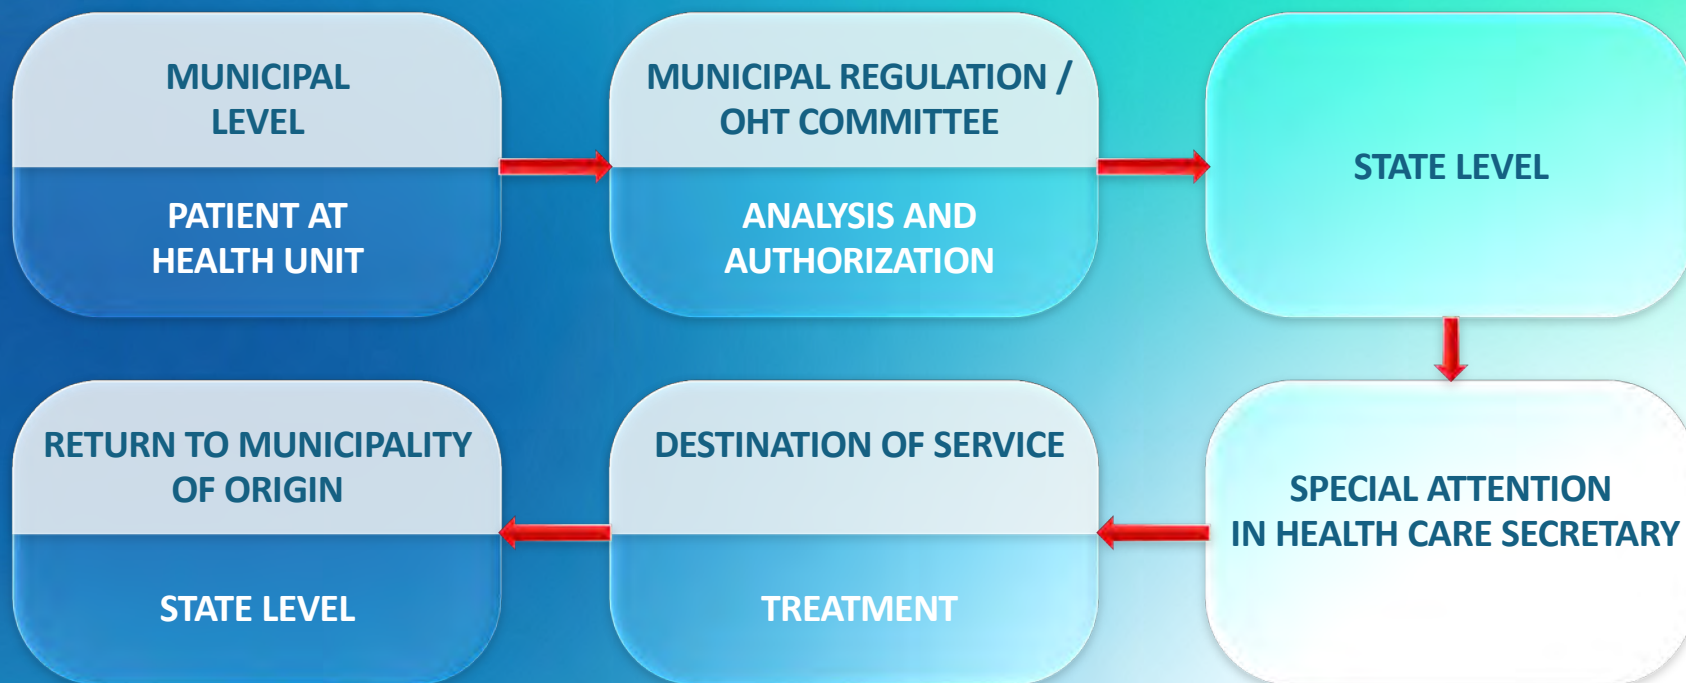 MUNICIPAL
LEVEL
PATIENT AT
HEALTH UNIT
MUNICIPAL REGULATION /
OHT COMMITTEE
ANALYSIS AND
AUTHORIZATION
STATE LEVEL
SPECIAL ATTENTION
IN HEALTH CARE SECRETARY
DESTINATION OF SERVICE
TREATMENT
RETURN TO MUNICIPALITY
OF ORIGIN
STATE LEVEL